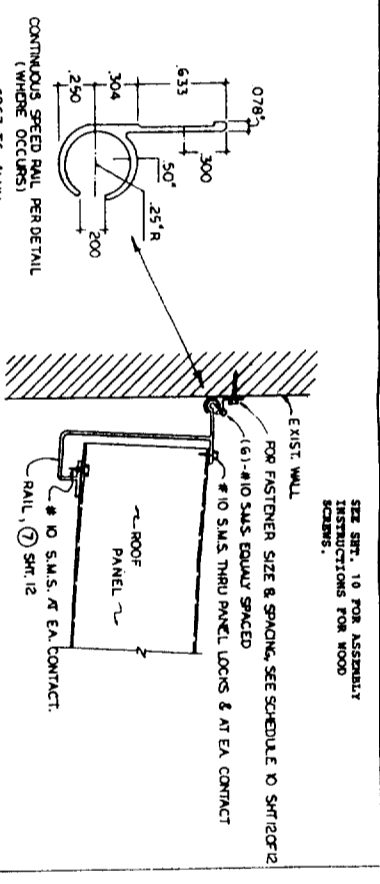 SEE SHT. 10 FOR ASSEMBLY
INSTRUCTIONS FOR WOOD
SCREWS.
EXIST. WALL
FOR FASTENER SIZE & SPACING, SEE SCHEDULE 10 SHT 12 OF 12
(6)-#10 S.M.S. EQUALY SPACED
#10 S.M.S. THRU PANEL LOCKS & AT EA. CONTACT
ROOF
PANEL
#10 S.M.S. AT EA. CONTACT.
RAIL, 7 SHT. 12
.078"
.633
.300
.304
.50"
.25"R
.250
.200
CONTINUOUS SPEED RAIL PER DETAIL
(WHERE OCCURS)